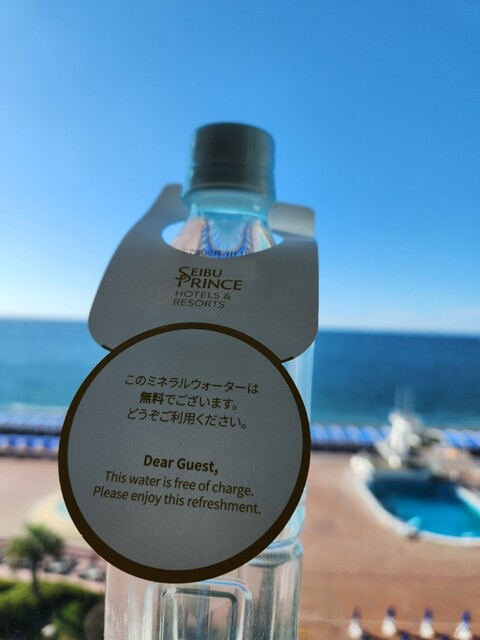 SEIBU
PRINCE
HOTELS &
RESORTS
このミネラルウォーターは
無料でございます。
どうぞご利用ください。
Dear Guest,
This water is free of charge.
Please enjoy this refreshment.